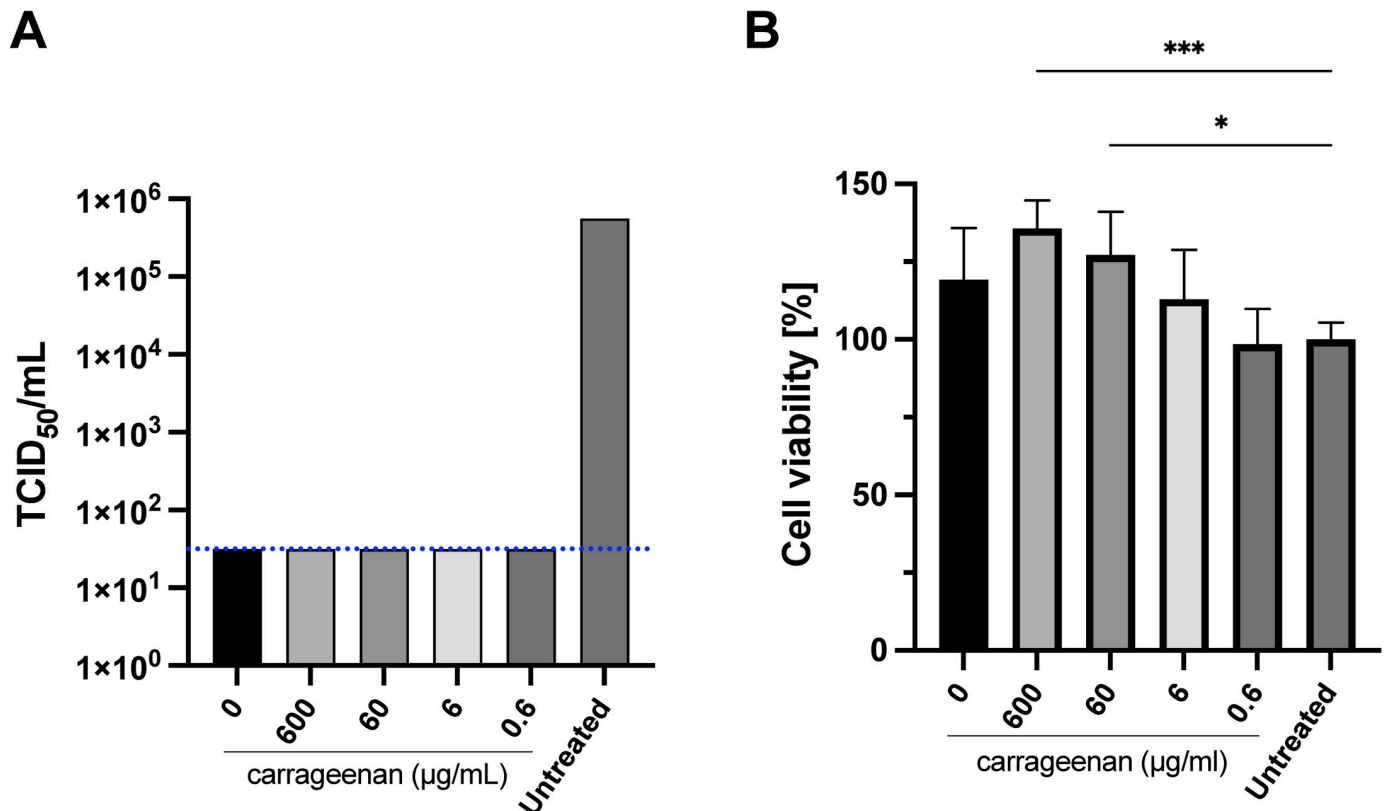 A
TCID50/mL
1×10⁶
1×10⁵
1×10⁴
1×10³
1×10²
1×10¹
1×10⁰
0
600
60
6
0.6
Untreated
carrageenan (µg/mL)
B
***
*
Cell viability [%]
150
100
50
0
0
600
60
6
0.6
Untreated
carrageenan (µg/ml)